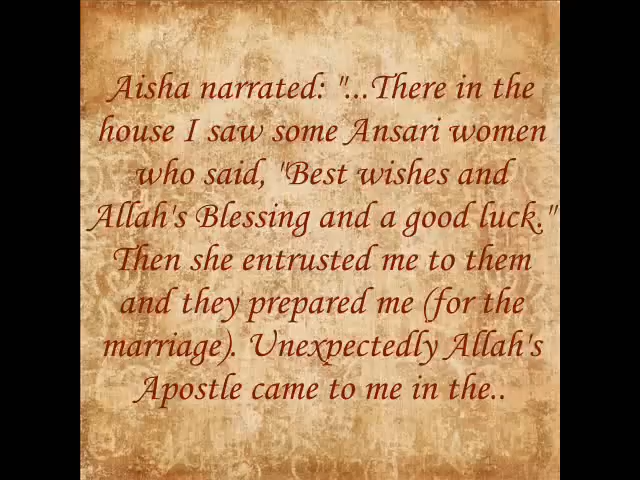 Aisha narrated: "...There in the
house I saw some Ansari women
who said, "Best wishes and
Allah's Blessing and a good luck."
Then she entrusted me to them
and they prepared me (for the
marriage). Unexpectedly Allah's
Apostle came to me in the..